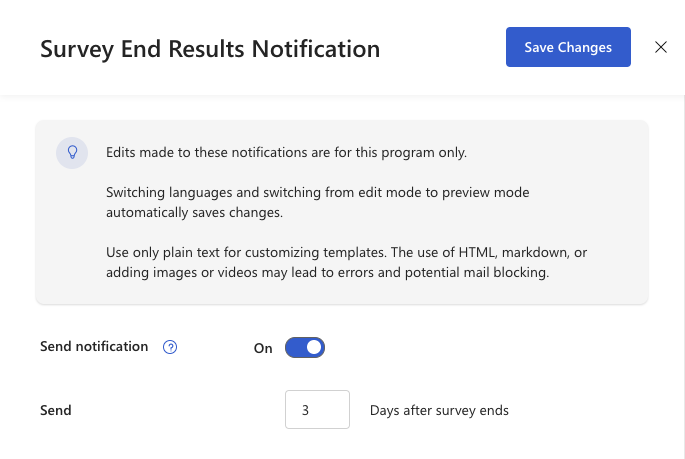 Survey End Results Notification
Save Changes
Edits made to these notifications are for this program only.
Switching languages and switching from edit mode to preview mode
automatically saves changes.
Use only plain text for customizing templates. The use of HTML, markdown, or
adding images or videos may lead to errors and potential mail blocking.
Send notification ? On
Send 3 Days after survey ends